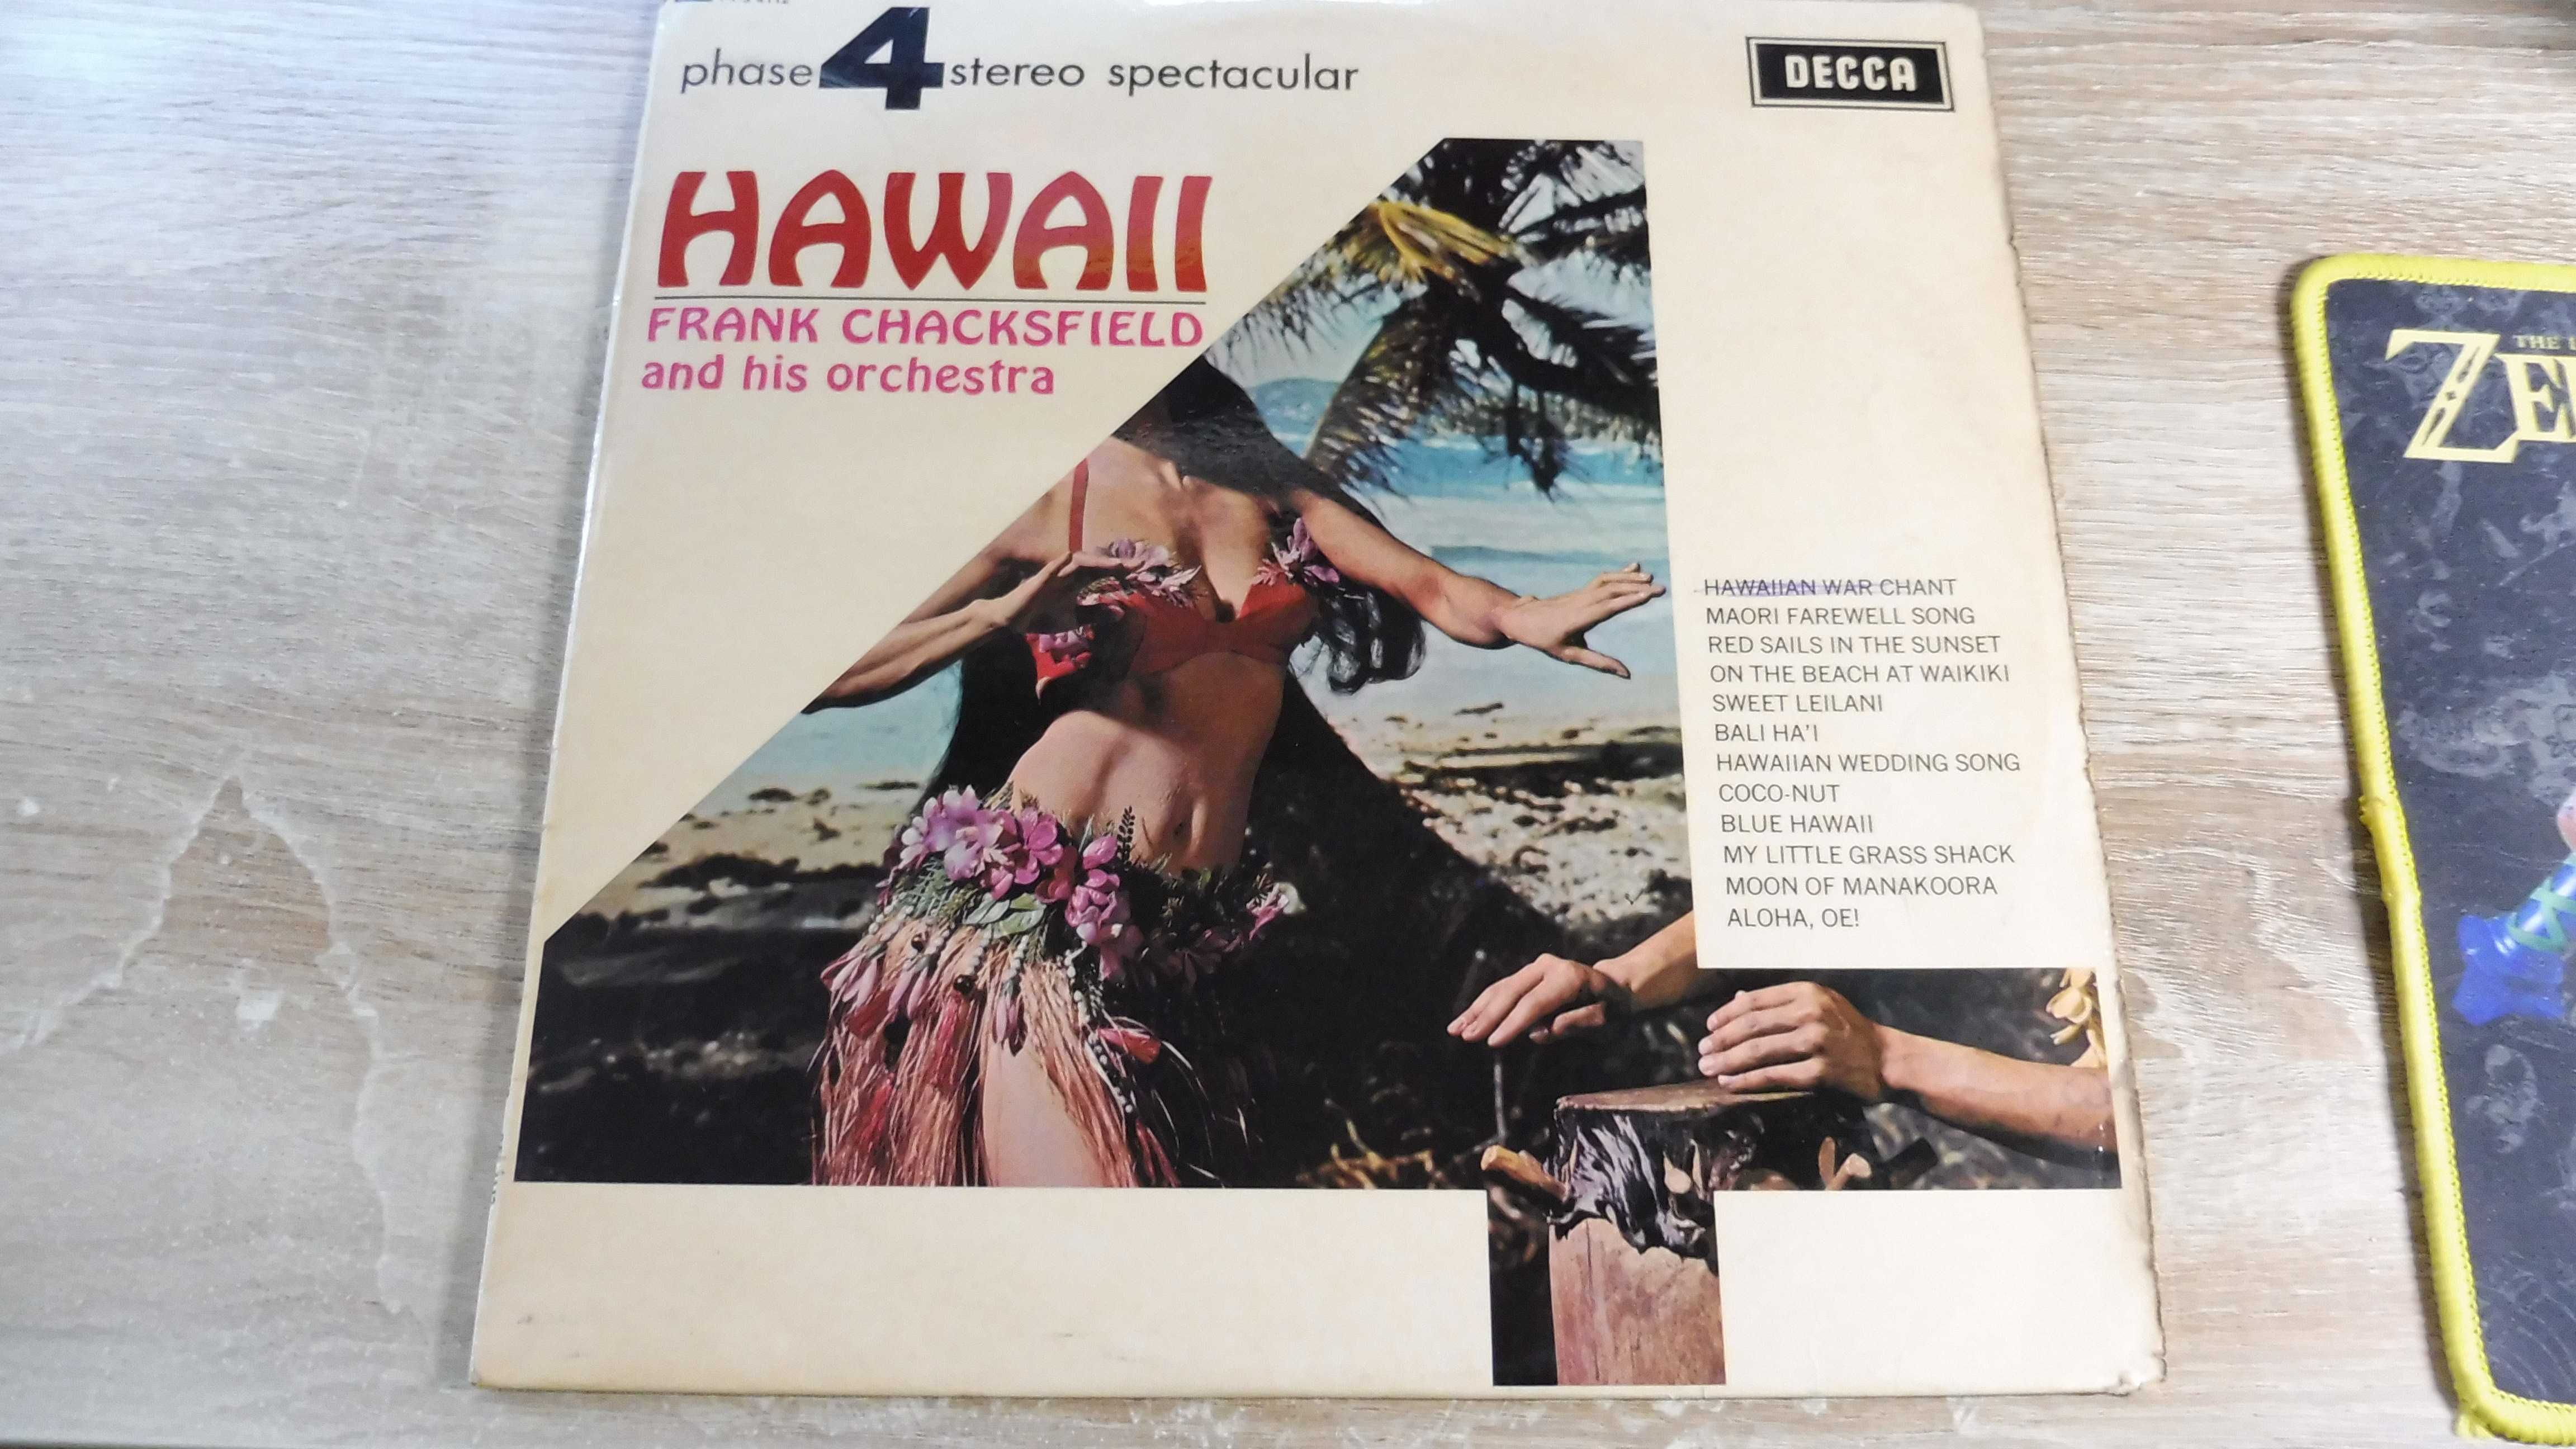 phase 4 stereo spectacular
DECCA
HAWAII
FRANK CHACKSFIELD
and his orchestra
HAWAIIAN WAR CHANT
MAORI FAREWELL SONG
RED SAILS IN THE SUNSET
ON THE BEACH AT WAIKIKI
SWEET LEILANI
BALI HA'I
HAWAIIAN WEDDING SONG
COCO-NUT
BLUE HAWAII
MY LITTLE GRASS SHACK
MOON OF MANAKOORA
ALOHA, OE!
THE